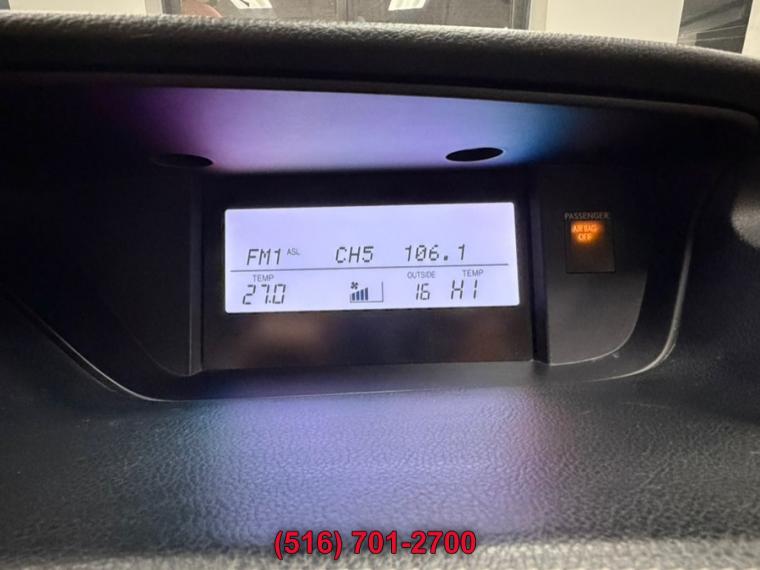 PASSENGER
AIR BAG
OFF
FM1 ASL CH5 106.1
TEMP OUTSIDE TEMP
27.0 16 HI
(516) 701-2700